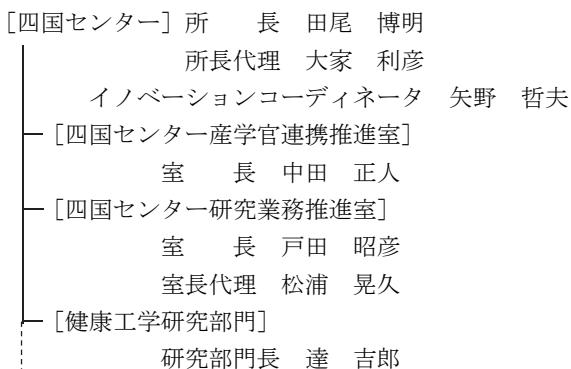 ［四国センター］所　　長　田尾　博明
所長代理　大家　利彦
イノベーションコーディネータ　矢野　哲夫
［四国センター産学官連携推進室］
室　　長　中田　正人
［四国センター研究業務推進室］
室　　長　戸田　昭彦
室長代理　松浦　晃久
［健康工学研究部門］
研究部門長　達　吉郎